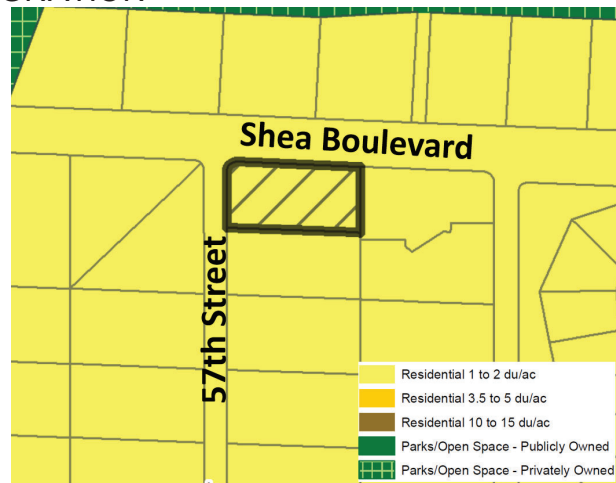 Shea Boulevard
57th Street
Residential 1 to 2 du/ac
Residential 3.5 to 5 du/ac
Residential 10 to 15 du/ac
Parks/Open Space - Publicly Owned
Parks/Open Space - Privately Owned